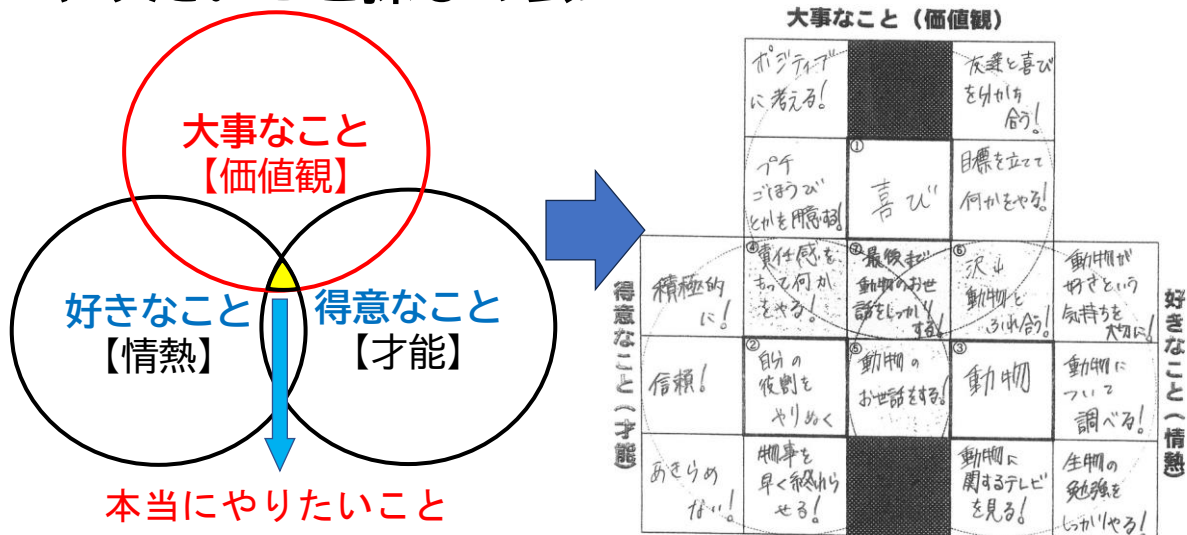 大事なこと
【価値観】
好きなこと
【情熱】
得意なこと
【才能】
本当にやりたいこと
大事なこと（価値観）
ポジティブ
に考える！
友達と喜び
を分かち
合う！
プチ
ごほうび
とかを用意する！
①
喜び
目標を立てて
何かをやる！
得意なこと（才能）
積極的
に！
④
責任感を
もって何か
をやる！
⑦
最後まで
動物のお世
話をしっかり
する！
⑥
沢山
動物と
ふれ合う！
動物が
好きという
気持ちを
大切に！
好きなこと（情熱）
信頼！
②
自分の
役割を
やりぬく
⑤
動物の
お世話をする！
③
動物
動物に
ついて
調べる！
あきらめ
ない！
物事を
早く終わら
せる！
動物に
関するテレビ
を見る！
生物の
勉強を
しっかりやる！